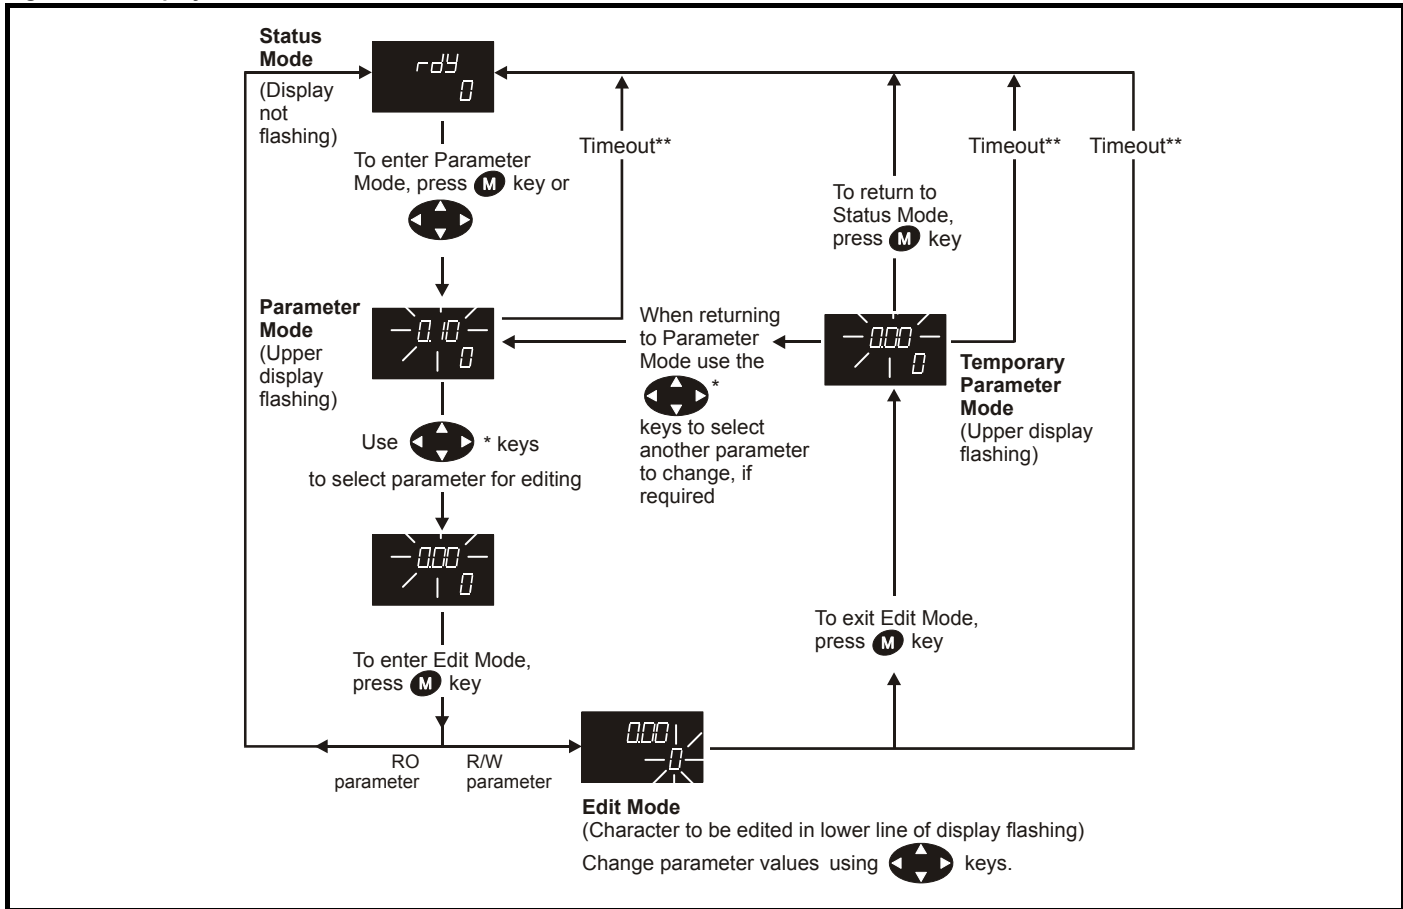 Status
Mode
(Display
not
flashing)
rdY
0
To enter Parameter
Mode, press M key or
Timeout**
Timeout**
Timeout**
To return to
Status Mode,
press M key
Parameter
Mode
(Upper
display
flashing)
0.10
0
When returning
to Parameter
Mode use the
*
keys to select
another parameter
to change, if
required
0.00
0
Temporary
Parameter
Mode
(Upper display
flashing)
Use * keys
to select parameter for editing
0.00
0
To enter Edit Mode,
press M key
To exit Edit Mode,
press M key
RO
parameter
R/W
parameter
0.00
0
Edit Mode
(Character to be edited in lower line of display flashing)
Change parameter values using keys.